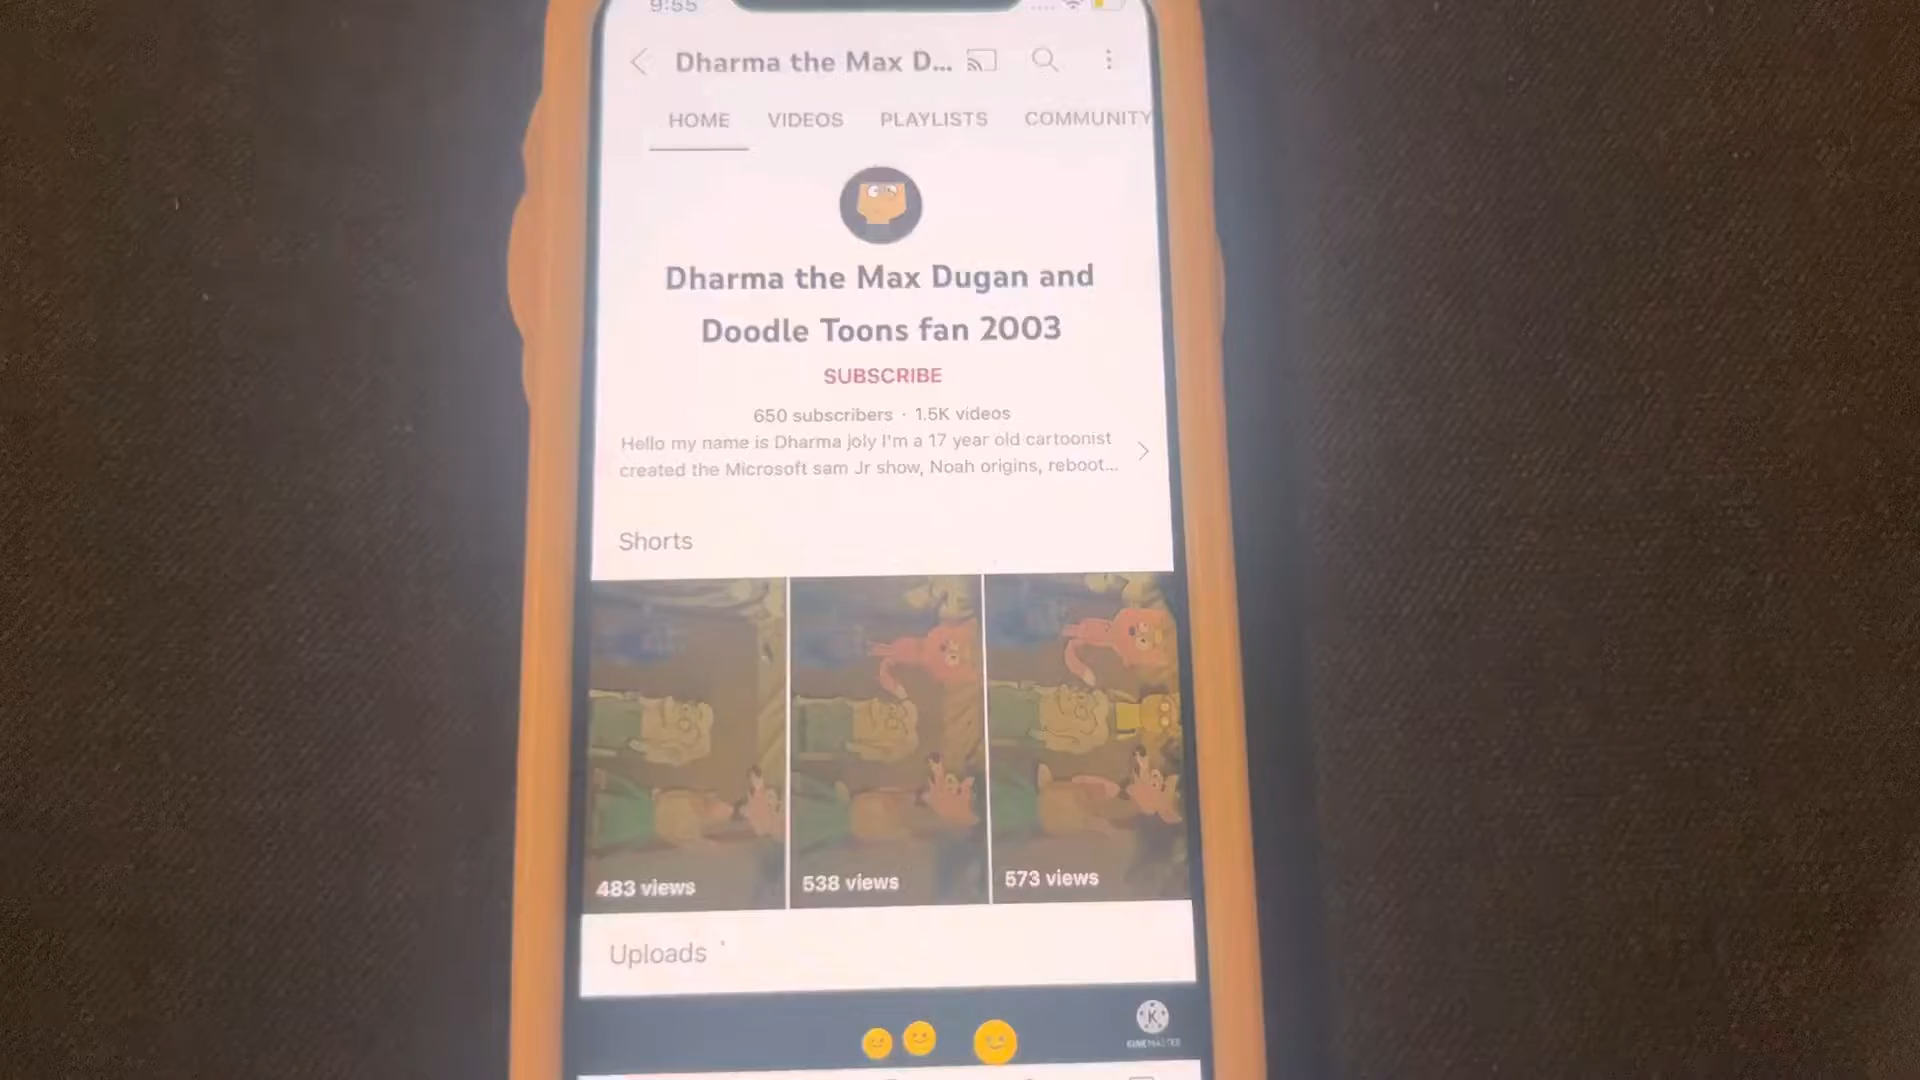 9:55
Dharma the Max D...
HOME VIDEOS PLAYLISTS COMMUNITY
Dharma the Max Dugan and
Doodle Toons fan 2003
SUBSCRIBE
650 subscribers · 1.5K videos
Hello my name is Dharma joly I'm a 17 year old cartoonist
created the Microsoft sam Jr show, Noah origins, reboot...
Shorts
483 views
538 views
573 views
Uploads
K
KINEMASTER